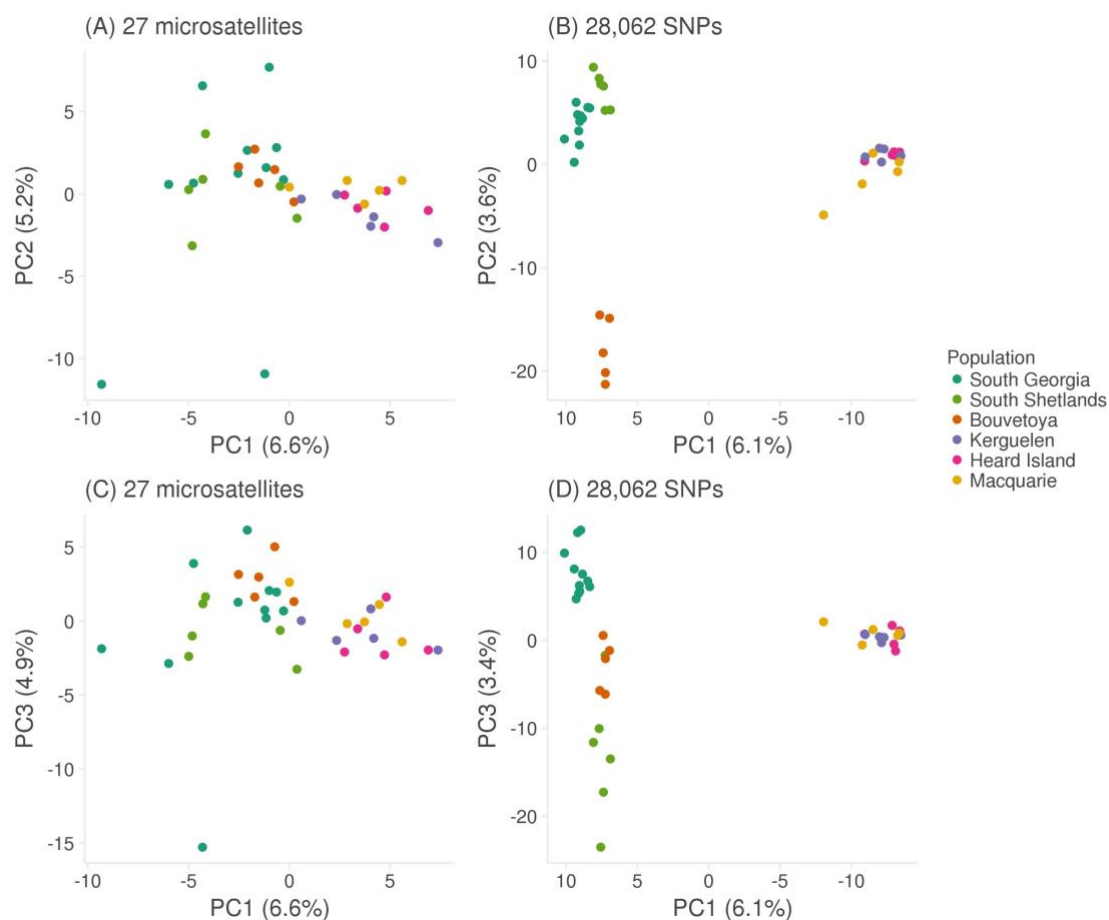 (A) 27 microsatellites
(B) 28,062 SNPs
PC2 (5.2%)
5
0
-5
-10
-10
-5
0
5
PC1 (6.6%)
PC2 (3.6%)
10
0
-10
-20
10
5
0
-5
-10
5
PC1 (6.1%)
Population
South Georgia
South Shetlands
Bouvetoya
Kerguelen
Heard Island
Macquarie
(C) 27 microsatellites
(D) 28,062 SNPs
PC3 (4.9%)
5
0
-5
-10
-15
-10
-5
0
5
PC1 (6.6%)
PC3 (3.4%)
10
0
-10
-20
10
5
0
-5
-10
PC1 (6.1%)